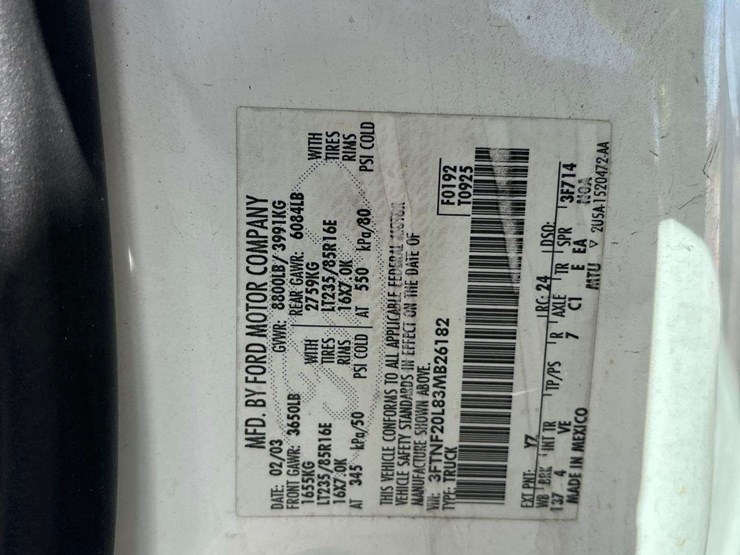 MFD. BY FORD MOTOR COMPANY
DATE: 02/03 GVWR: 8800LB / 3991KG
FRONT GAWR: 3650LB REAR GAWR: 6084LB
1655KG WITH 2759KG WITH
LT235/85R16E TIRES LT235/85R16E TIRES
16X7.0K RIMS 16X7.0K RIMS
AT 345 kPa/50 PSI COLD AT 550 kPa/80 PSI COLD
THIS VEHICLE CONFORMS TO ALL APPLICABLE FEDERAL MOTOR
VEHICLE SAFETY STANDARDS IN EFFECT ON THE DATE OF
MANUFACTURE SHOWN ABOVE.
VIN: 3FTNF20L83MB26182 F0192
TYPE: TRUCK T0925
EXT PNT: YZ RC: 24 DSO:
WB BRK INT TR TP/PS R AXLE TR SPR 3F714
137 4 VE 7 C1 E EA NOA
MADE IN MEXICO MTU 2U5A-1520472-AA